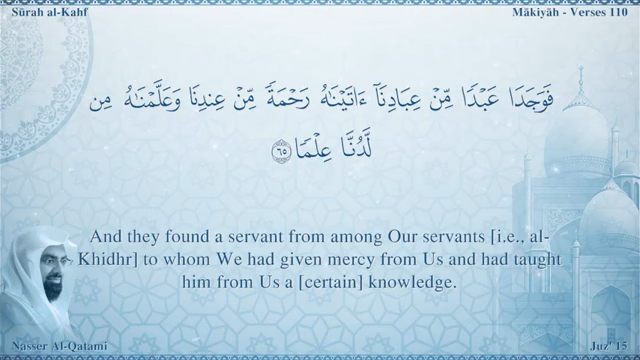 Sūrah al-Kahf
Mākiyāh - Verses 110
فَوَجَدَا عَبْدًا مِّنْ عِبَادِنَآ ءَاتَيْنَٰهُ رَحْمَةً مِّنْ عِندِنَا وَعَلَّمْنَٰهُ مِن
لَّدُنَّا عِلْمًا ٦٥
And they found a servant from among Our servants [i.e., al-
Khidhr] to whom We had given mercy from Us and had taught
him from Us a [certain] knowledge.
Nasser Al-Qatami
Juz' 15